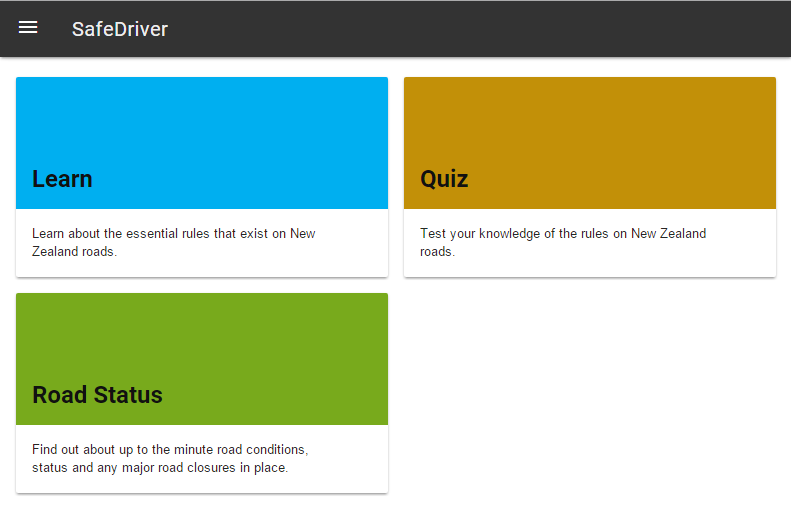 SafeDriver
Learn
Learn about the essential rules that exist on New
Zealand roads.
Quiz
Test your knowledge of the rules on New Zealand
roads.
Road Status
Find out about up to the minute road conditions,
status and any major road closures in place.